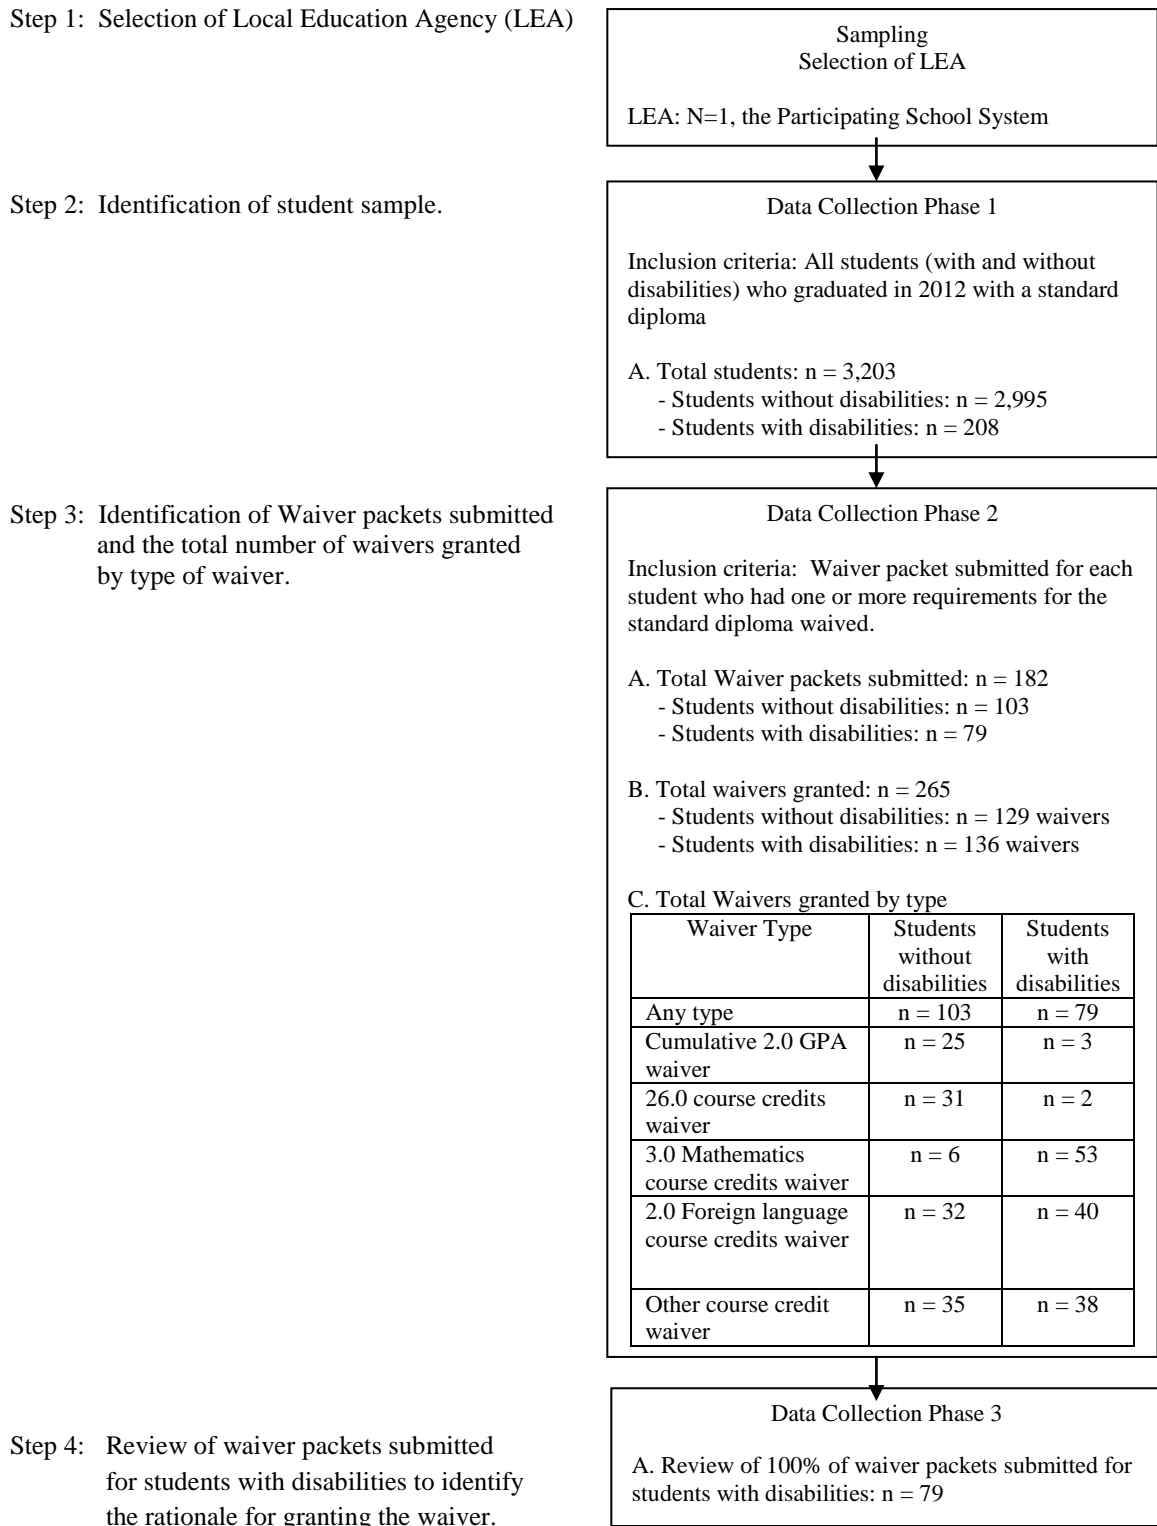 Step 1: Selection of Local Education Agency (LEA)
Sampling
Selection of LEA
LEA: N=1, the Participating School System
Step 2: Identification of student sample.
Data Collection Phase 1
Inclusion criteria: All students (with and without
disabilities) who graduated in 2012 with a standard
diploma
A. Total students: n = 3,203
- Students without disabilities: n = 2,995
- Students with disabilities: n = 208
Step 3: Identification of Waiver packets submitted
and the total number of waivers granted
by type of waiver.
Data Collection Phase 2
Inclusion criteria: Waiver packet submitted for each
student who had one or more requirements for the
standard diploma waived.
A. Total Waiver packets submitted: n = 182
- Students without disabilities: n = 103
- Students with disabilities: n = 79
B. Total waivers granted: n = 265
- Students without disabilities: n = 129 waivers
- Students with disabilities: n = 136 waivers
C. Total Waivers granted by type
Waiver Type
Students
without
disabilities
Students
with
disabilities
Any type n = 103 n = 79
Cumulative 2.0 GPA n = 25 n = 3
waiver
26.0 course credits n = 31 n = 2
waiver
3.0 Mathematics n = 6 n = 53
course credits waiver
2.0 Foreign language n = 32 n = 40
course credits waiver
Other course credit n = 35 n = 38
waiver
Step 4: Review of waiver packets submitted
for students with disabilities to identify
the rationale for granting the waiver.
Data Collection Phase 3
A. Review of 100% of waiver packets submitted for
students with disabilities: n = 79